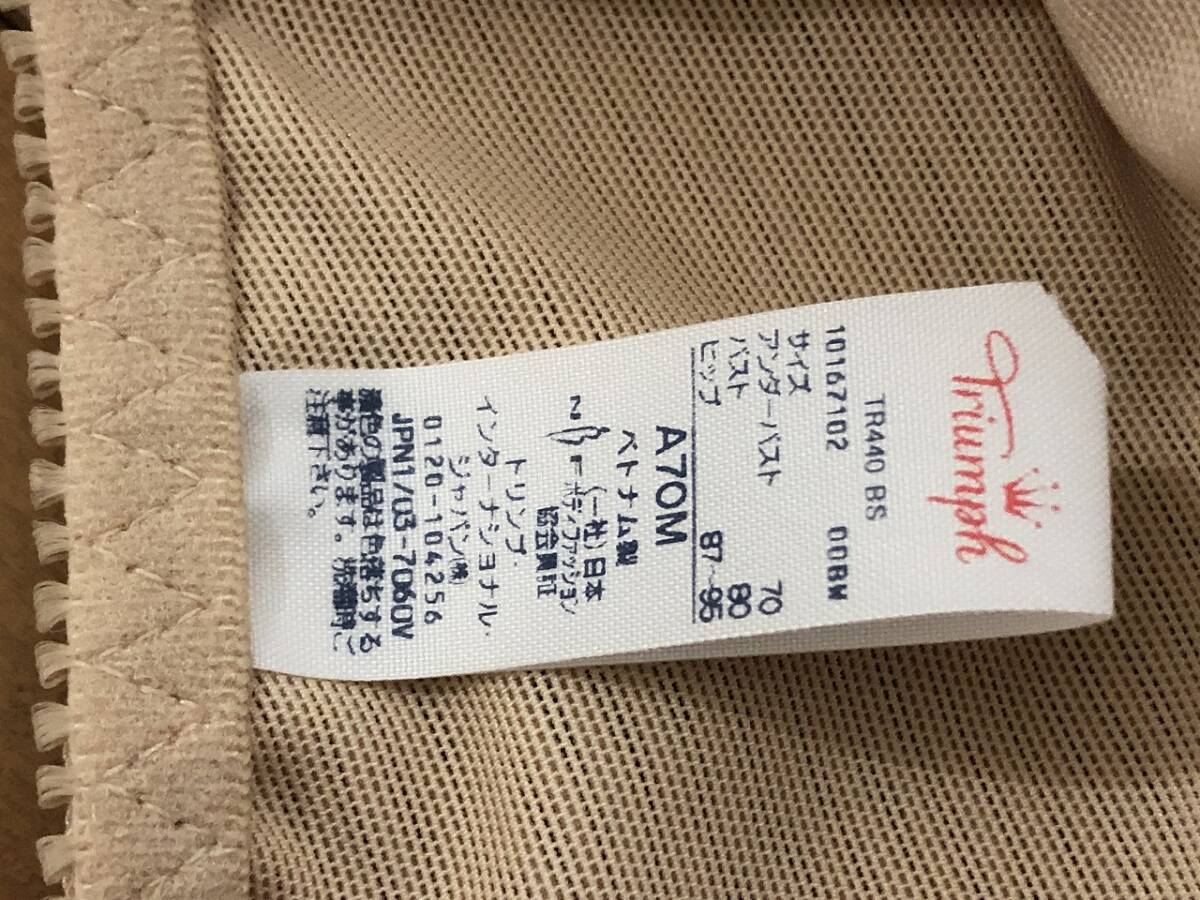 Triumph
TR440 BS
10167102 00BW
サイズ
アンダーバスト 70
バスト 80
ヒップ 87~95
A70M
ベトナム製
(一社)日本
ボディファッション
協会員証
NBF
トリンプ・
インターナショナル・
ジャパン(株)
0120-104256
JPN1/03-7060V
濃色の製品は色落ちする
事があります。洗濯時ご
注意下さい。